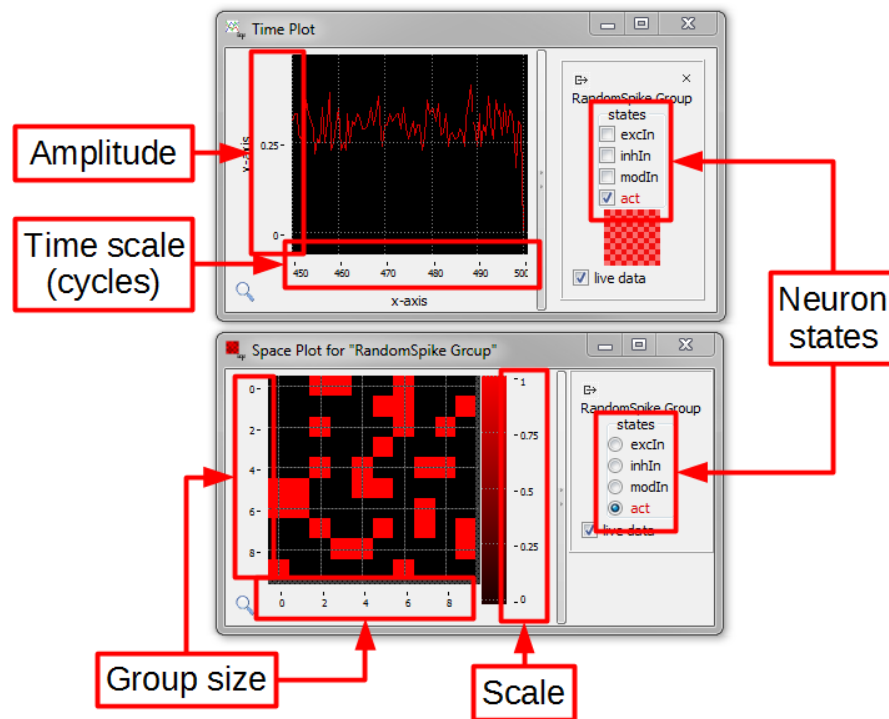 Time Plot
RandomSpike Group
states
excIn
inhIn
modIn
act
live data
x-axis
0.25
0
450 460 470 480 490 500
x-axis
Amplitude
Time scale
(cycles)
Neuron
states
Space Plot for "RandomSpike Grcup"
0
2
4
6
8
0 2 4 6 8
1
0.75
0.5
0.25
0
RandomSpike Group
states
excIn
inhIn
modIn
act
live data
Group size
Scale